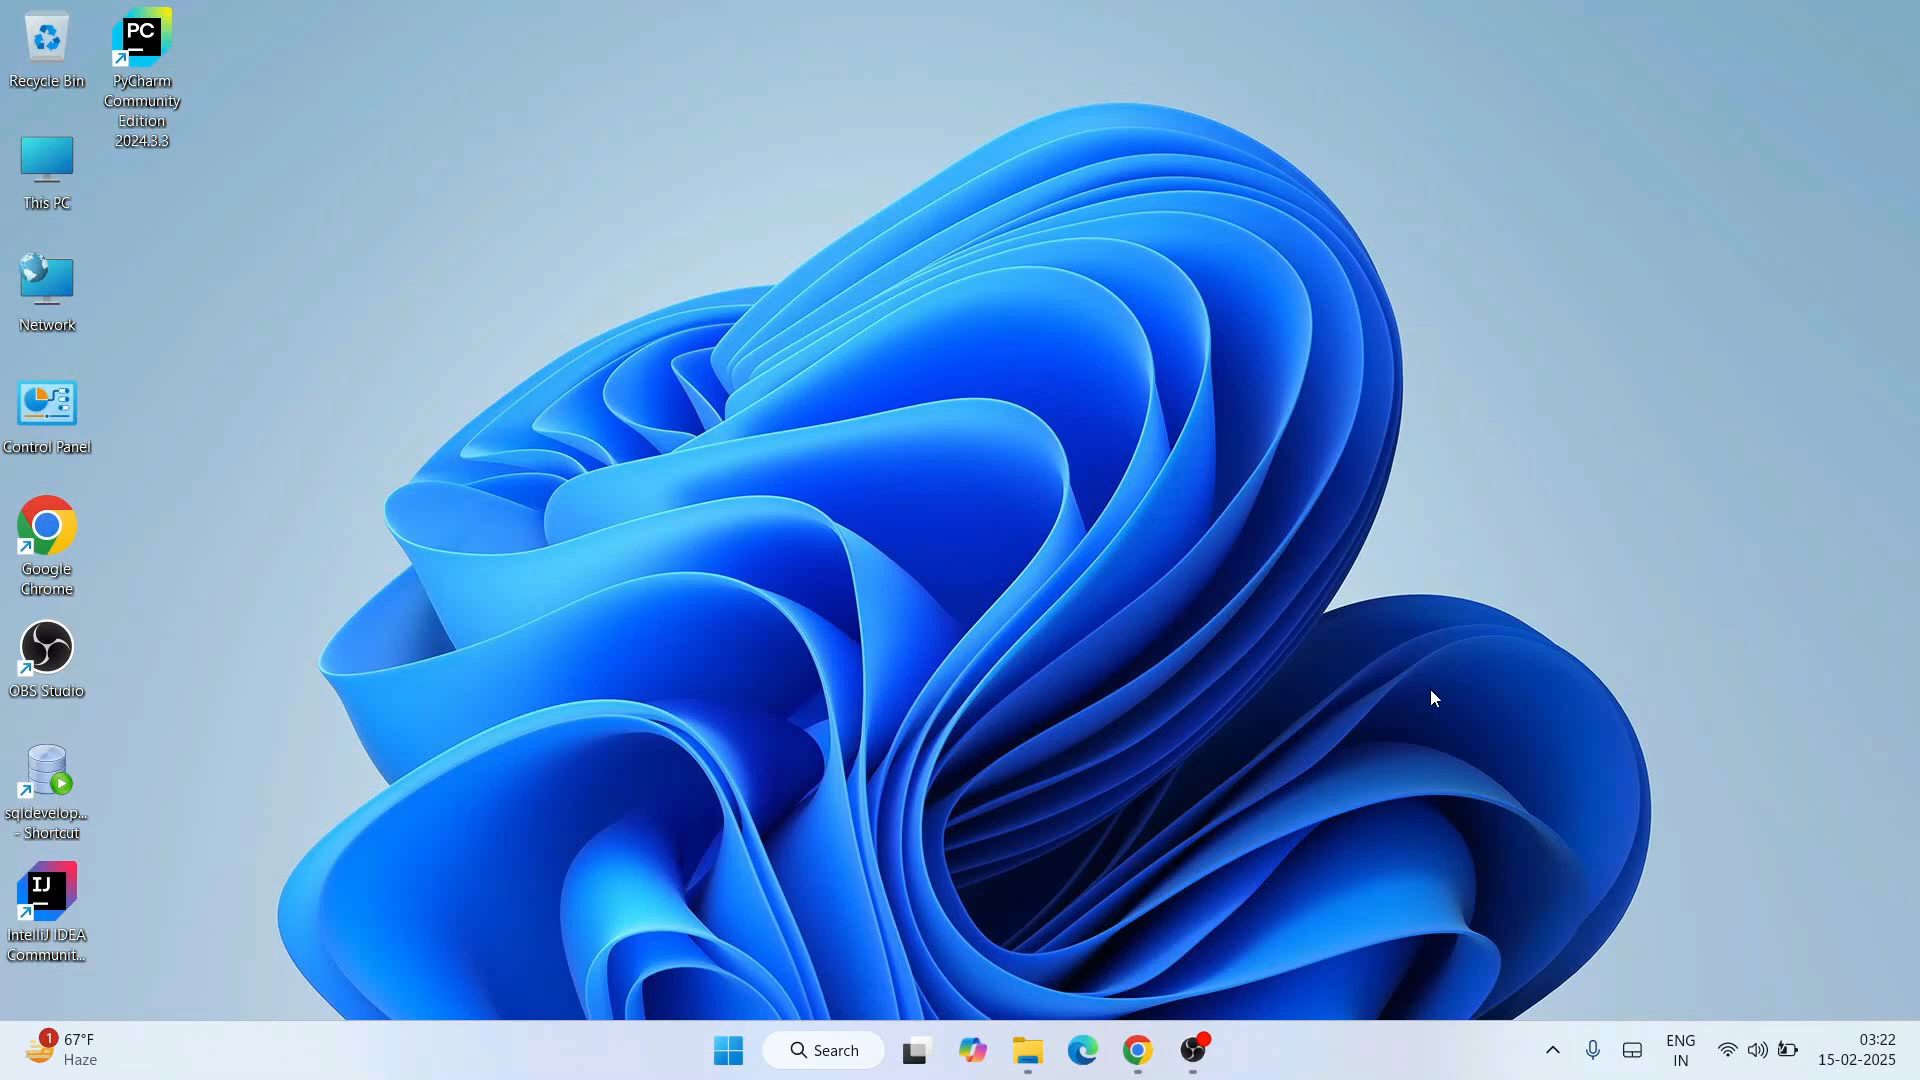 Recycle Bin
PC
PyCharm
Community
Edition
2024.3.3
This PC
Network
Control Panel
Google
Chrome
OBS Studio
sqldevelop...
- Shortcut
IJ
IntelliJ IDEA
Communit...
1
67°F
Haze
Search
ENG
IN
03:22
15-02-2025